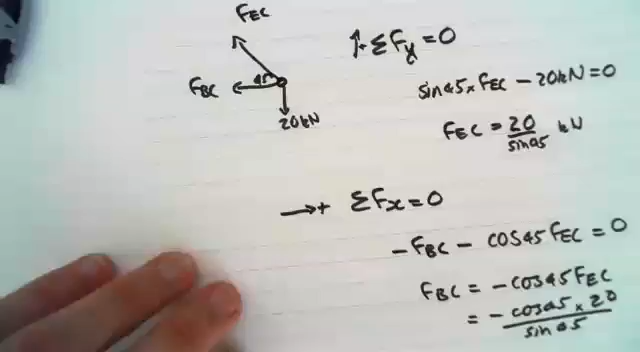 FEC
↑+ ΣFy = 0
45
FBC
sin45 × FEC - 20kN = 0
20kN
FEC = 20/sin45 kN
→+ ΣFx = 0
-FBC - cos45 FEC = 0
FBC = -cos45 FEC
= - cos45 × 20 / sin45